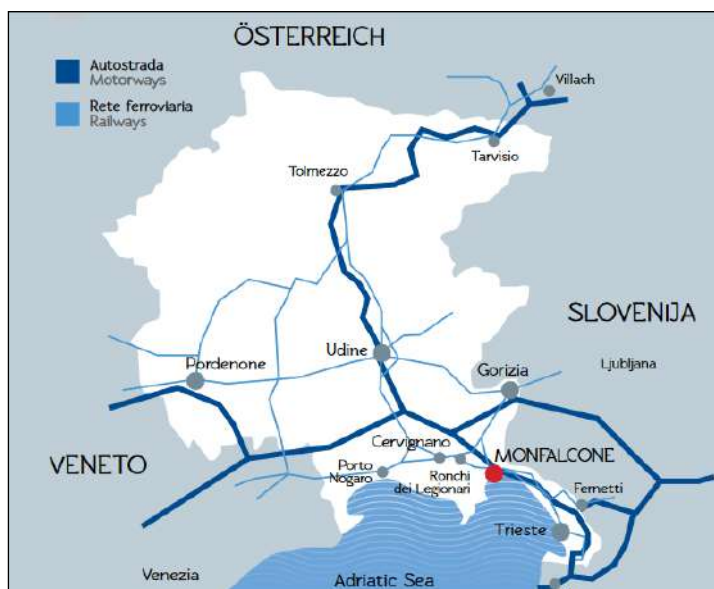 ÖSTERREICH
Autostrada
Motorways
Rete ferroviaria
Railways
Villach
Tarvisio
Tolmezzo
SLOVENIJA
Udine
Pordenone
Gorizia
Ljubljana
Cervignano
MONFALCONE
VENETO
Porto
Nogaro
Ronchi
dei Legionari
Fernetti
Trieste
Venezia
Adriatic Sea